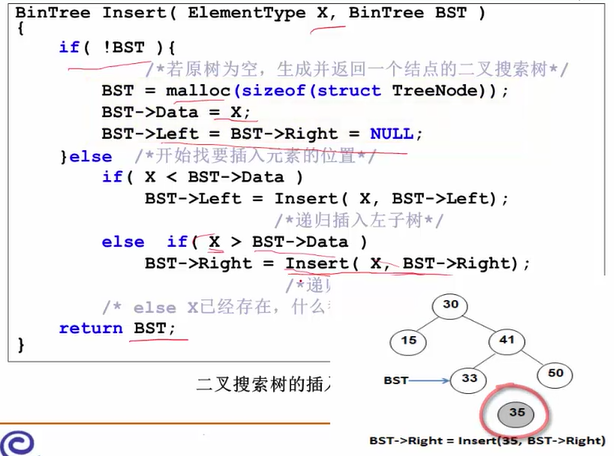 BinTree Insert( ElementType X, BinTree BST )
{
if( !BST ){
/*若原树为空，生成并返回一个结点的二叉搜索树*/
BST = malloc(sizeof(struct TreeNode));
BST->Data = X;
BST->Left = BST->Right = NULL;
}else /*开始找要插入元素的位置*/
if( X < BST->Data )
BST->Left = Insert( X, BST->Left);
/*递归插入左子树*/
else if( X > BST->Data )
BST->Right = Insert( X, BST->Right);
/*递
/* else X已经存在，什么
return BST;
}
二叉搜索树的插
30
15
41
BST
33
50
35
BST->Right = Insert(35, BST->Right)